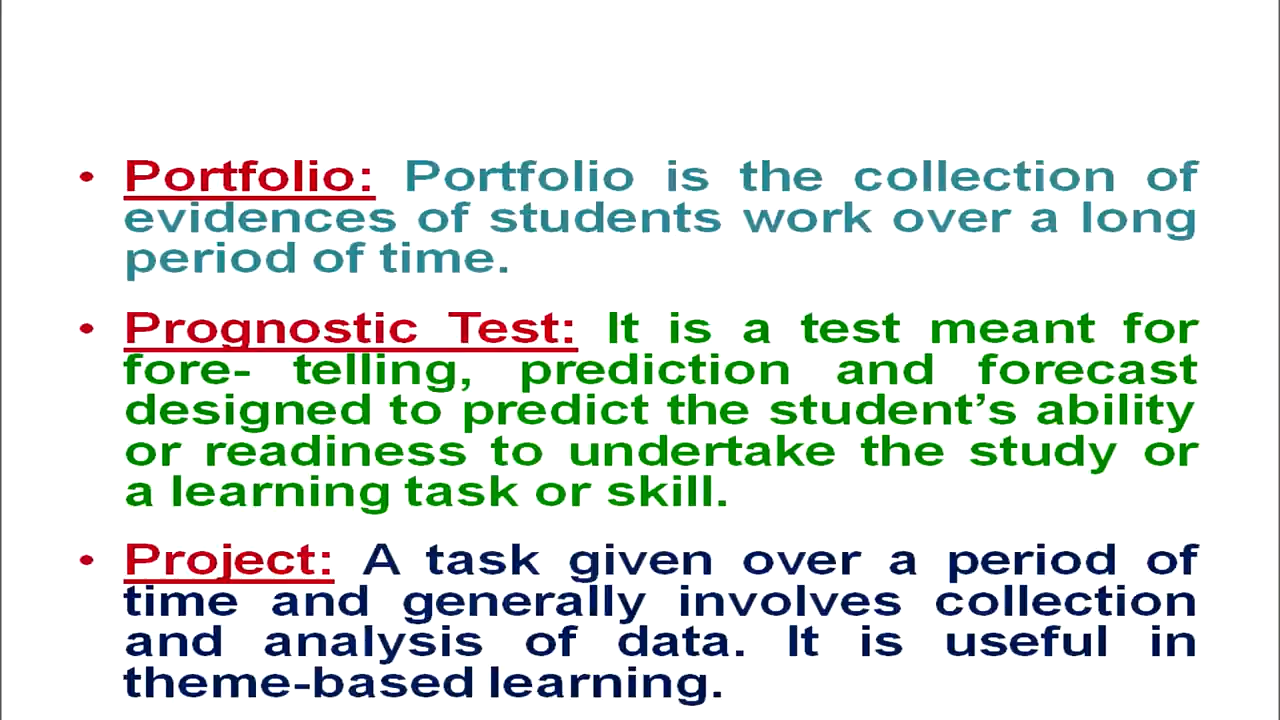 • Portfolio: Portfolio is the collection of
evidences of students work over a long
period of time.
• Prognostic Test: It is a test meant for
fore- telling, prediction and forecast
designed to predict the student’s ability
or readiness to undertake the study or
a learning task or skill.
• Project: A task given over a period of
time and generally involves collection
and analysis of data. It is useful in
theme-based learning.